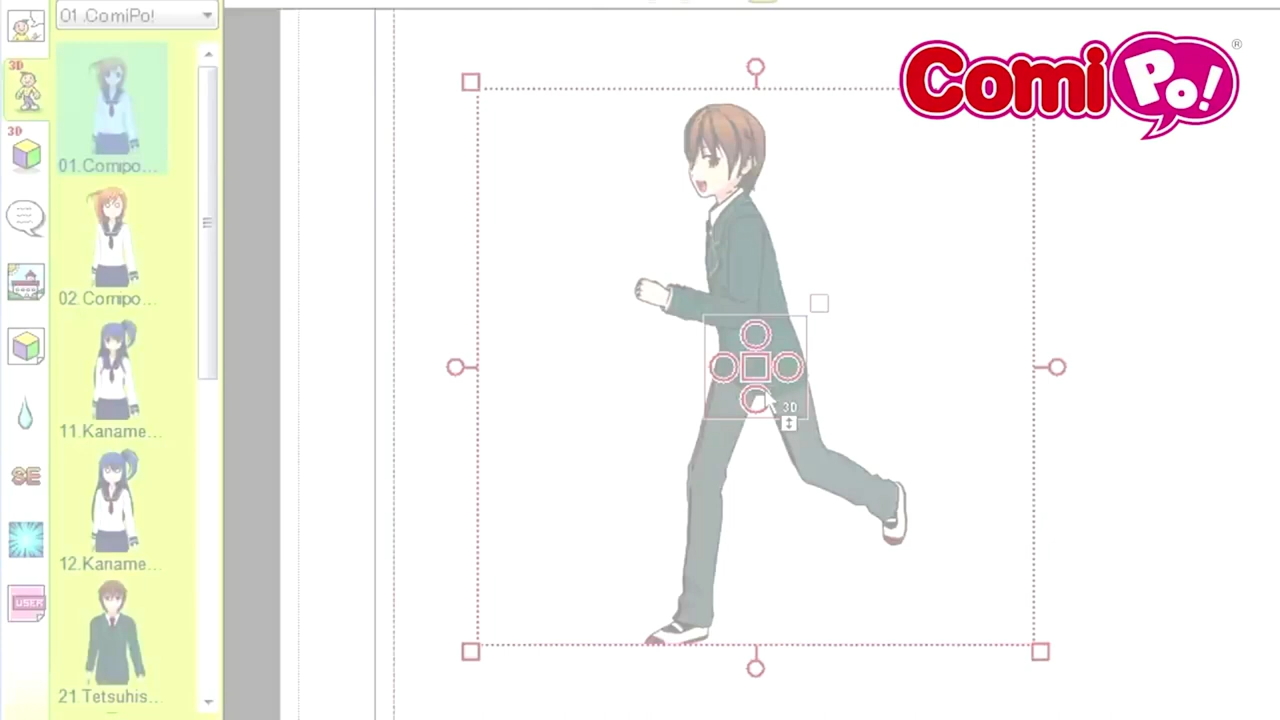 01.ComiPo!
3D
3D
01.Compo...
02.Compo...
11.Kaname...
12.Kaname...
21.Tetsuhis...
SE
USER
3D
ComiPo!
®